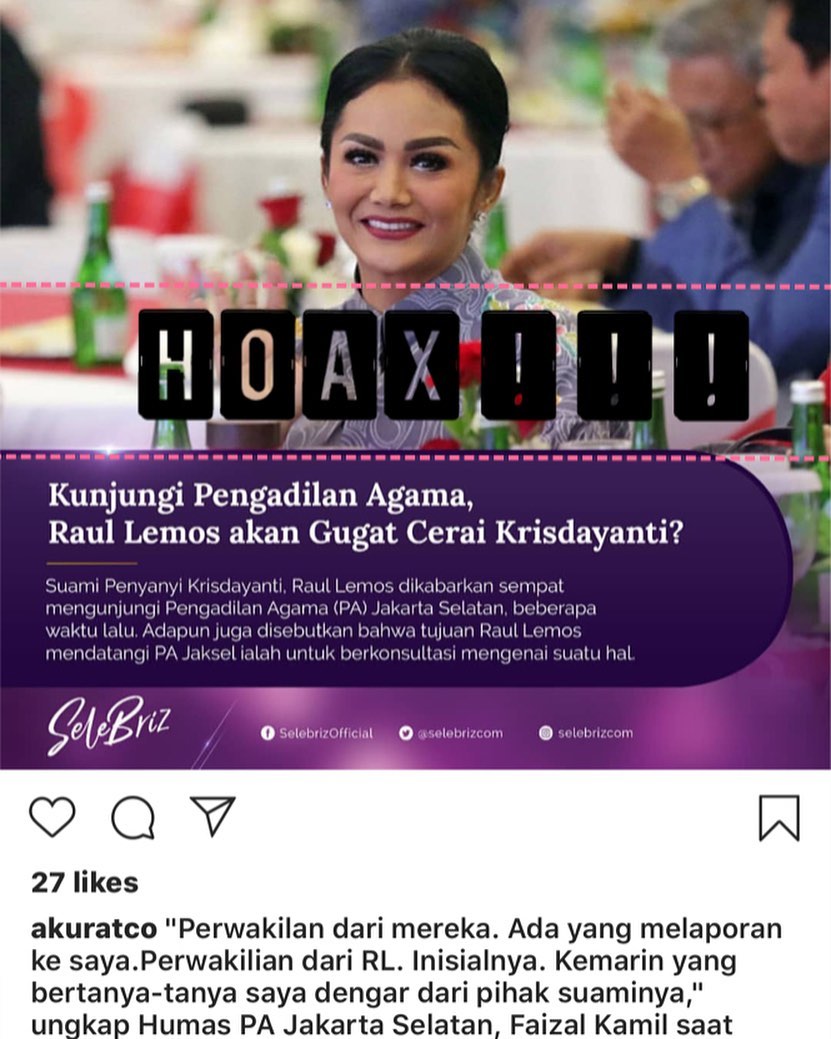 HOAX!!!
Kunjungi Pengadilan Agama,
Raul Lemos akan Gugat Cerai Krisdayanti?
Suami Penyanyi Krisdayanti, Raul Lemos dikabarkan sempat
mengunjungi Pengadilan Agama (PA) Jakarta Selatan, beberapa
waktu lalu. Adapun juga disebutkan bahwa tujuan Raul Lemos
mendatangi PA Jaksel ialah untuk berkonsultasi mengenai suatu hal.
SeleBriz
SelebrizOfficial @selebrizcom selebrizcom
27 likes
akuratco "Perwakilan dari mereka. Ada yang melaporan
ke saya.Perwakilian dari RL. Inisialnya. Kemarin yang
bertanya-tanya saya dengar dari pihak suaminya,"
ungkap Humas PA Jakarta Selatan, Faizal Kamil saat